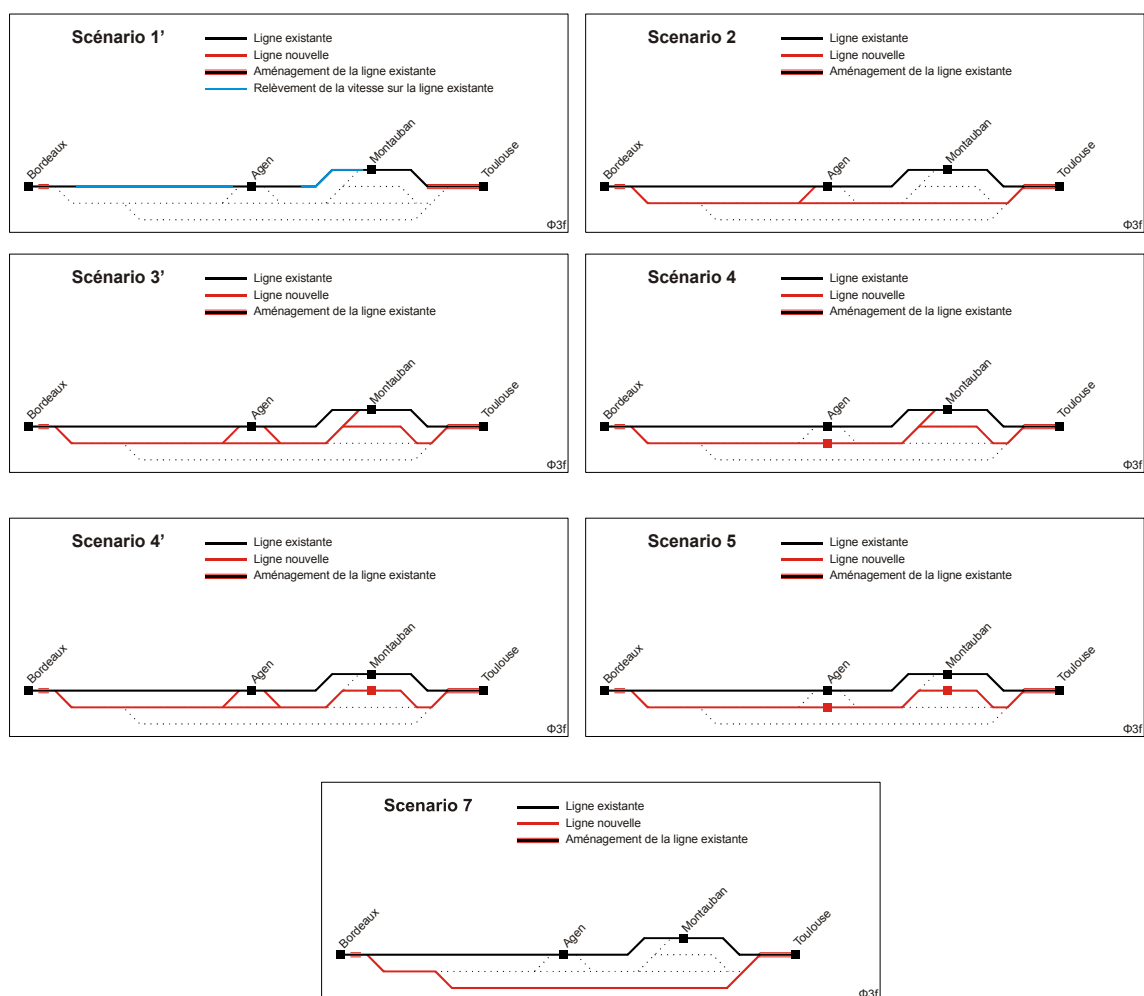 Scénario 1’
Ligne existante
Ligne nouvelle
Aménagement de la ligne existante
Relèvement de la vitesse sur la ligne existante
Bordeaux
Agen
Montauban
Toulouse
Φ3f
Scenario 2
Ligne existante
Ligne nouvelle
Aménagement de la ligne existante
Bordeaux
Agen
Montauban
Toulouse
Φ3f
Scénario 3’
Ligne existante
Ligne nouvelle
Aménagement de la ligne existante
Bordeaux
Agen
Montauban
Toulouse
Φ3f
Scénario 4
Ligne existante
Ligne nouvelle
Aménagement de la ligne existante
Bordeaux
Agen
Montauban
Toulouse
Φ3f
Scenario 4’
Ligne existante
Ligne nouvelle
Aménagement de la ligne existante
Bordeaux
Agen
Montauban
Toulouse
Φ3f
Scenario 5
Ligne existante
Ligne nouvelle
Aménagement de la ligne existante
Bordeaux
Agen
Montauban
Toulouse
Φ3f
Scenario 7
Ligne existante
Ligne nouvelle
Aménagement de la ligne existante
Bordeaux
Agen
Montauban
Toulouse
Φ3f